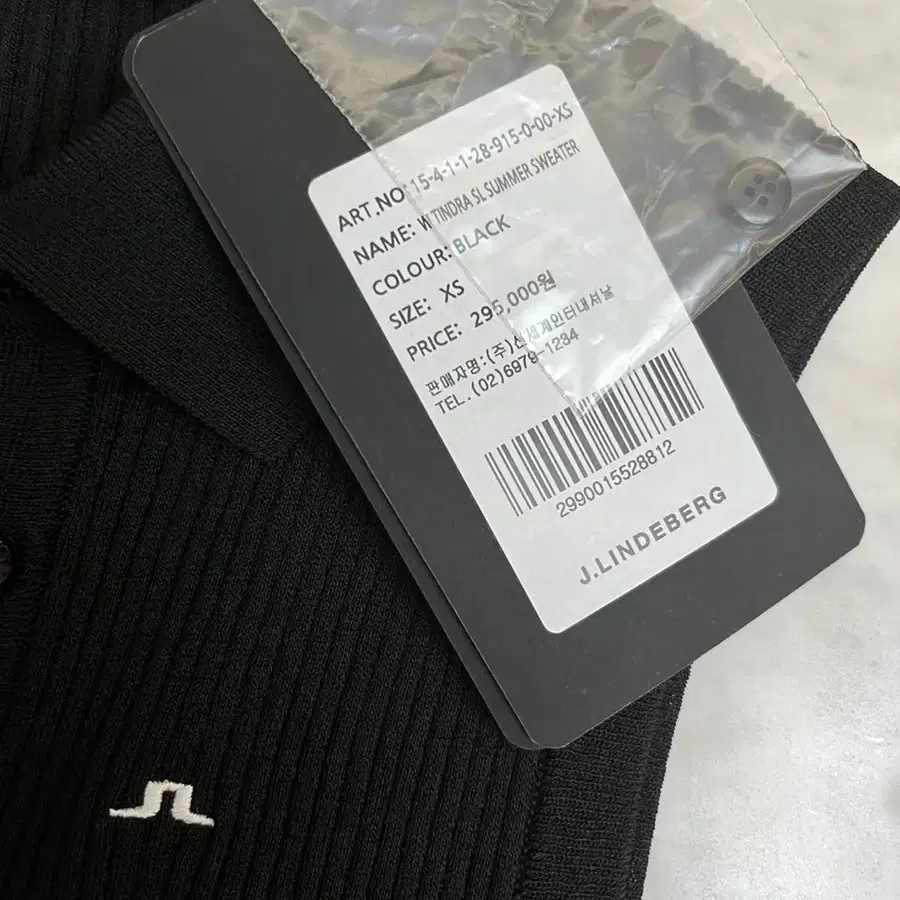 ART.NO: 15-4-1-1-28-915-0-00-XS
NAME: W TINDRA SL SUMMER SWEATER
COLOUR: BLACK
SIZE: XS
PRICE: 295,000원
판매자명:(주)신세계인터내셔날
TEL.(02)6979-1234
2990015528812
J.LINDEBERG